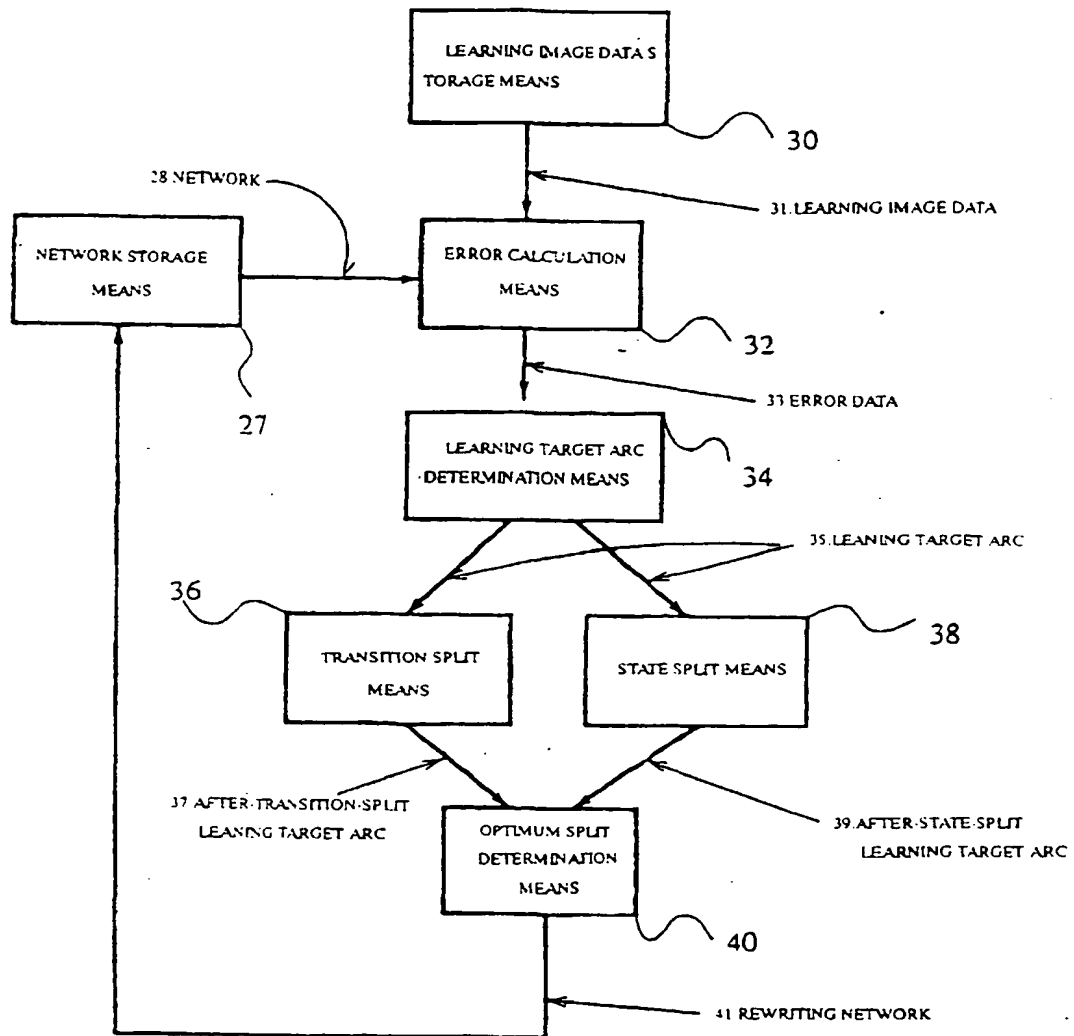 LEARNING IMAGE DATA S
TORAGE MEANS
30
28 NETWORK
31.LEARNING IMAGE DATA
NETWORK STORAGE
MEANS
ERROR CALCULATION
MEANS
32
27
33 ERROR DATA
LEARNING TARGET ARC
DETERMINATION MEANS
34
35.LEANING TARGET ARC
36
38
TRANSITION SPLIT
MEANS
STATE SPLIT MEANS
37 AFTER-TRANSITION-SPLIT
LEANING TARGET ARC
OPTIMUM SPLIT
DETERMINATION
MEANS
39.AFTER-STATE-SPLIT
LEARNING TARGET ARC
40
41 REWRITING NETWORK